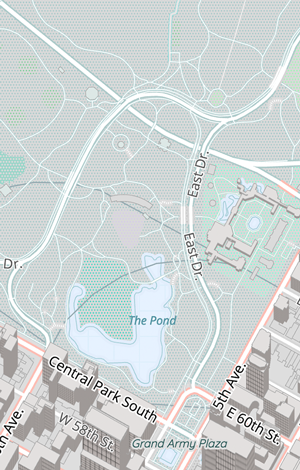 East Dr.
East Dr.
Dr.
The Pond
Central Park South
5th Ave.
E 60th St.
W 58th St.
Grand Army Plaza
Ave.